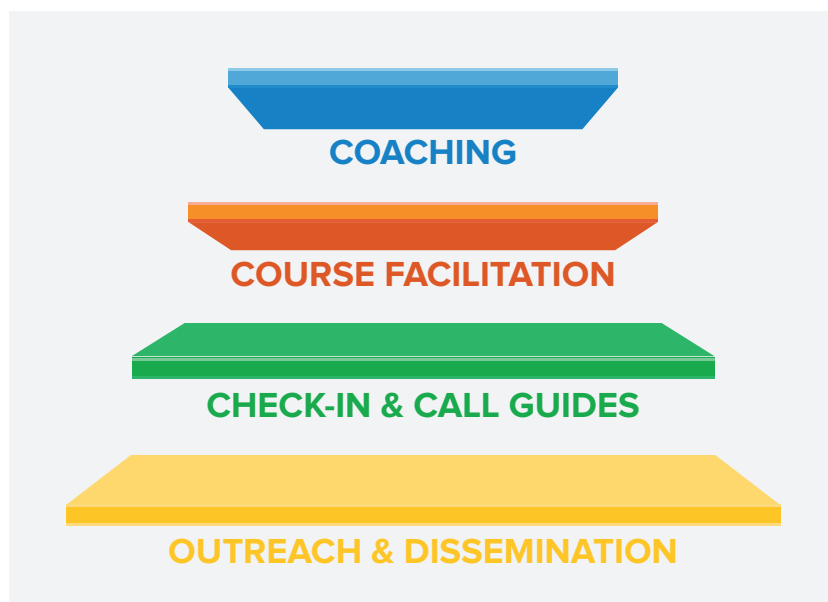 COACHING
COURSE FACILITATION
CHECK-IN & CALL GUIDES
OUTREACH & DISSEMINATION